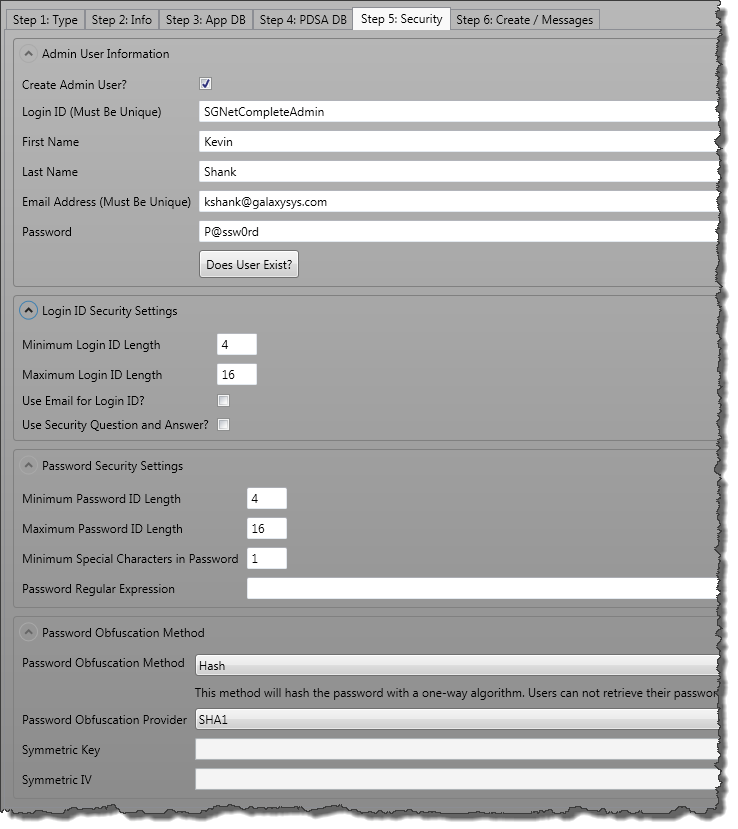 Step 1: Type Step 2: Info Step 3: App DB Step 4: PDSA DB Step 5: Security Step 6: Create / Messages
Admin User Information
Create Admin User?
Login ID (Must Be Unique) SGNetCompleteAdmin
First Name Kevin
Last Name Shank
Email Address (Must Be Unique) kshank@galaxysys.com
Password P@ssw0rd
Does User Exist?
Login ID Security Settings
Minimum Login ID Length 4
Maximum Login ID Length 16
Use Email for Login ID?
Use Security Question and Answer?
Password Security Settings
Minimum Password ID Length 4
Maximum Password ID Length 16
Minimum Special Characters in Password 1
Password Regular Expression
Password Obfuscation Method
Password Obfuscation Method Hash
This method will hash the password with a one-way algorithm. Users can not retrieve their
Password Obfuscation Provider SHA1
Symmetric Key
Symmetric IV